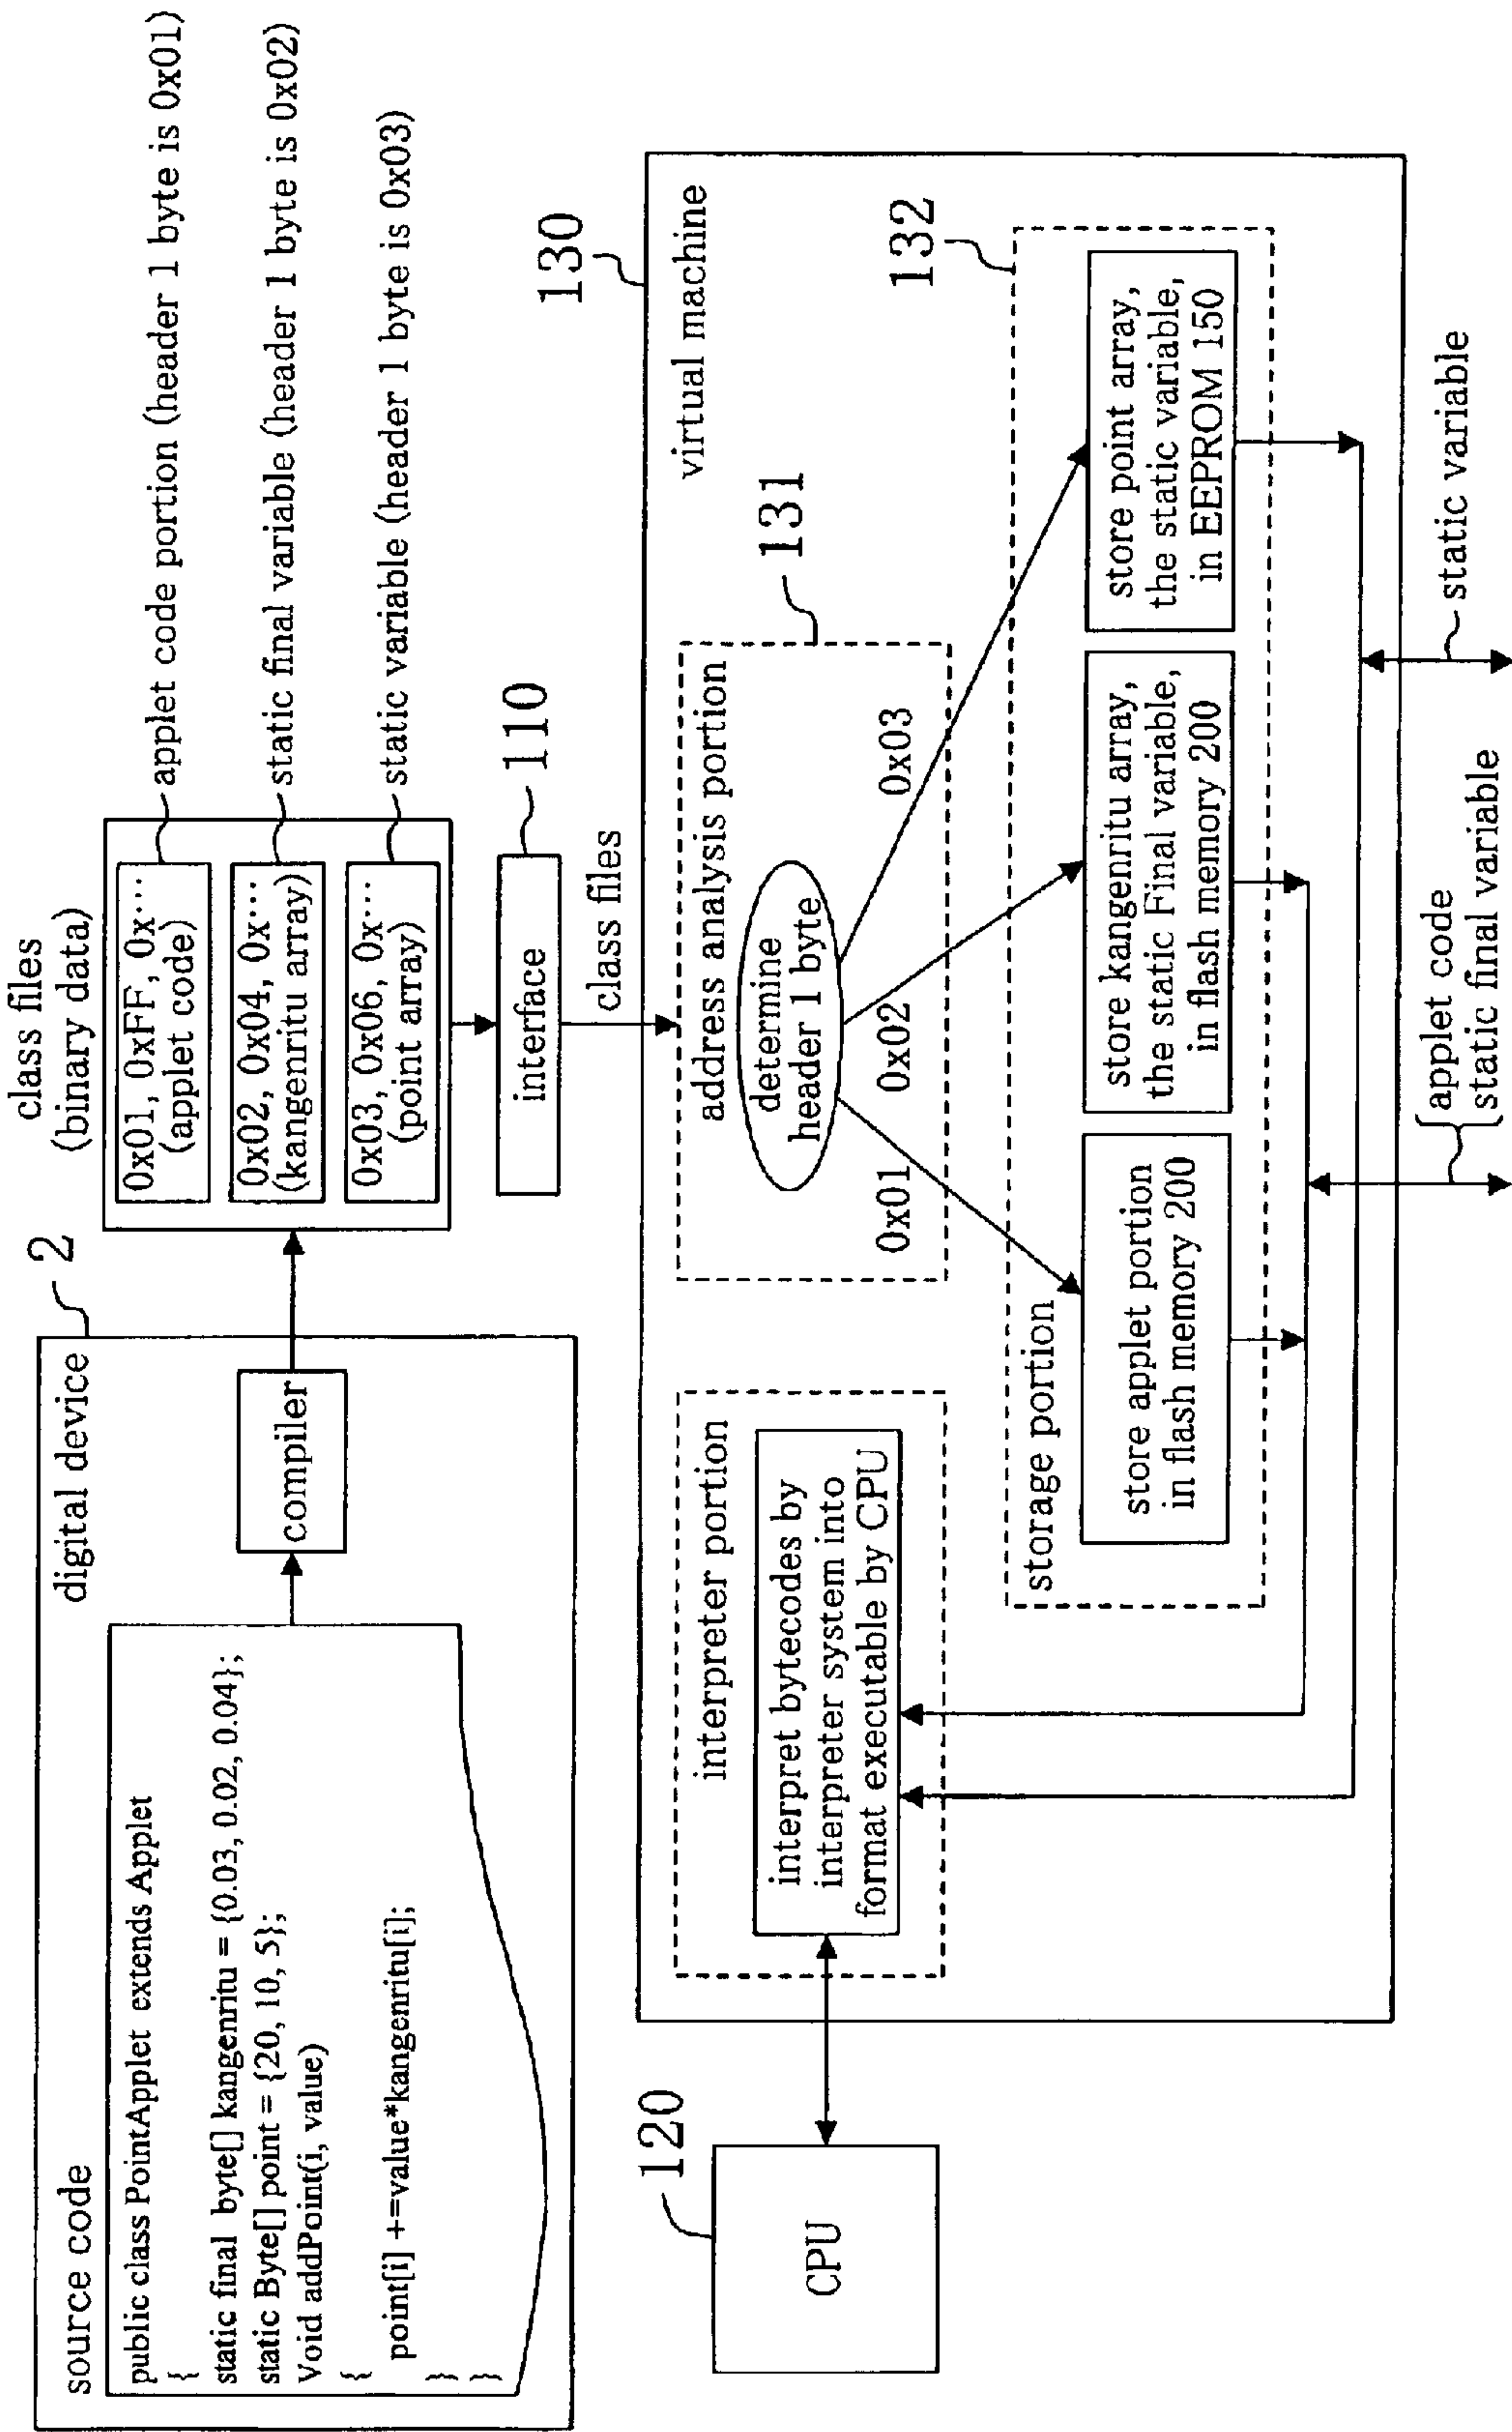 source code
digital device
2
public class PointApplet extends Applet
{
static final byte[] kangenritu = {0.03, 0.02, 0.04};
static Byte[] point = {20, 10, 5};
Void addPoint(i, value)
{
point[i] +=value*kangenritu[i];
}
}
compiler
class files
(binary data)
0x01, 0xFF, 0x···
(applet code)
0x02, 0x04, 0x···
(kangenritu array)
0x03, 0x06, 0x···
(point array)
applet code portion (header 1 byte is 0x01)
static final variable (header 1 byte is 0x02)
static variable (header 1 byte is 0x03)
interface
110
class files
130
virtual machine
120
CPU
interpreter portion
interpret bytecodes by
interpreter system into
format executable by CPU
address analysis portion
131
determine
header 1 byte
0x01
0x02
0x03
storage portion
132
store applet portion
in flash memory 200
store kangenritu array,
the static Final variable,
in flash memory 200
store point array,
the static variable,
in EEPROM 150
applet code
static final variable
static variable